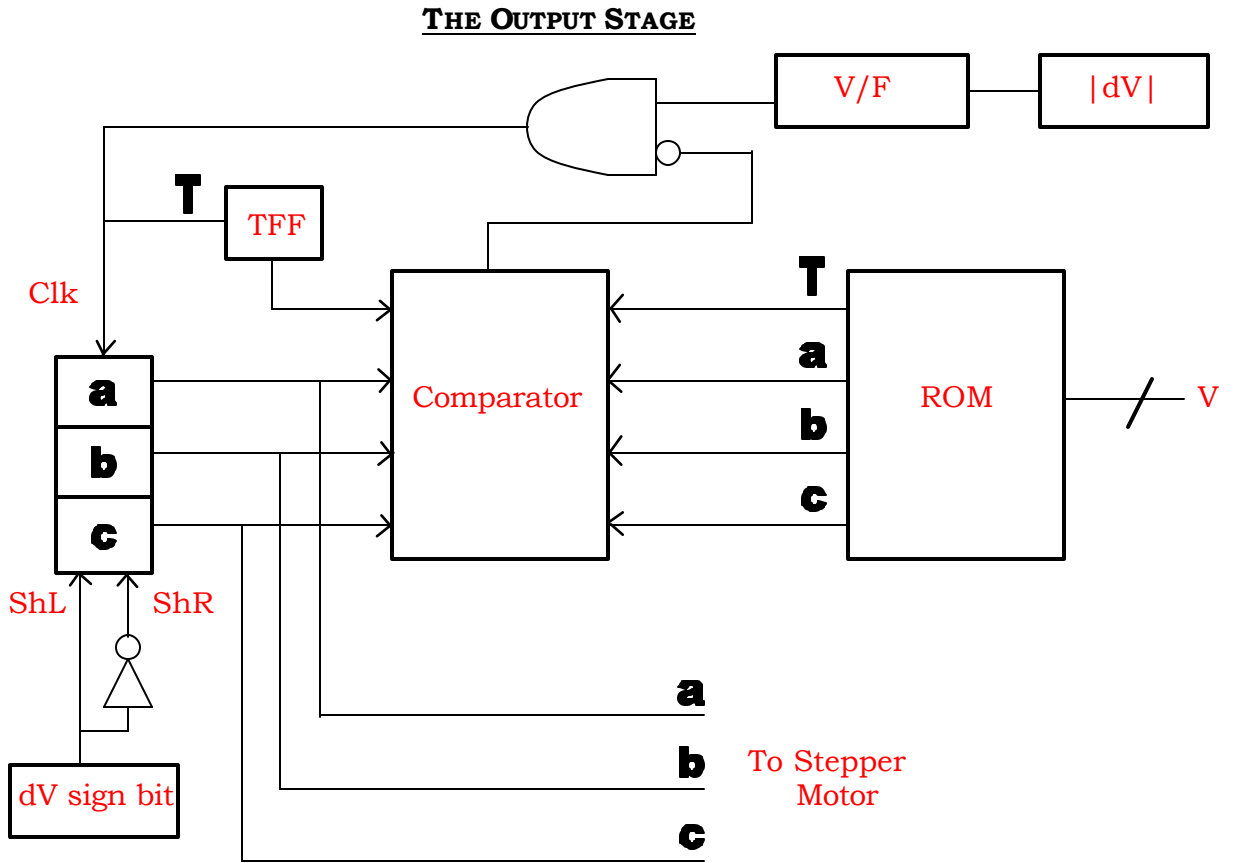 THE OUTPUT STAGE
V/F
|dV|
T
TFF
Clk
T
a
a
Comparator
ROM
V
b
b
c
c
ShL
ShR
a
b
To Stepper
Motor
dV sign bit
c